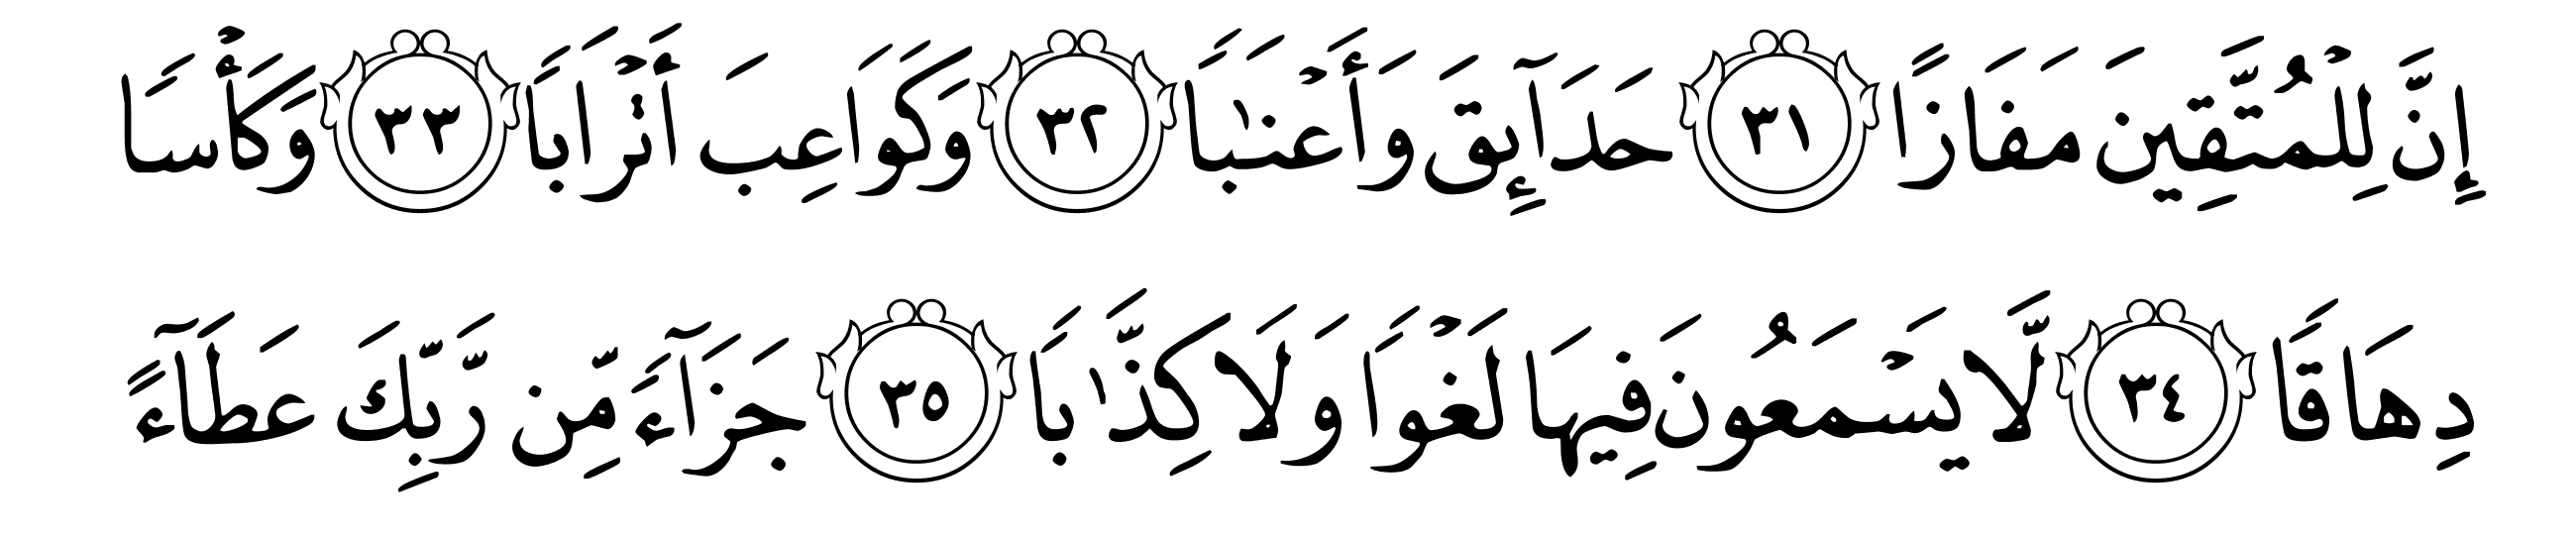 إِنَّ لِلْمُتَّقِينَ مَفَازًا ٣١ حَدَآئِقَ وَأَعْنَٰبًا ٣٢ وَكَوَاعِبَ أَتْرَابًا ٣٣ وَكَأْسًا
دِهَاقًا ٣٤ لَّا يَسْمَعُونَ فِيهَا لَغْوًا وَلَا كِذَّٰبًا ٣٥ جَزَآءً مِّن رَّبِّكَ عَطَآءً